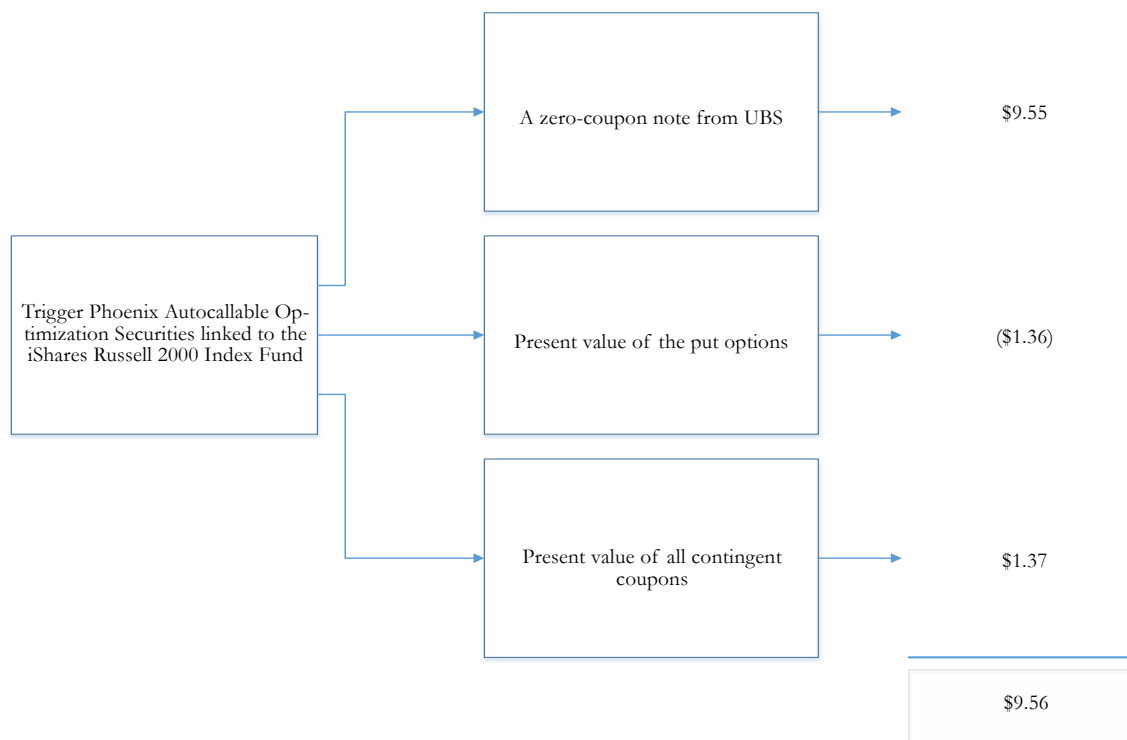 A zero-coupon note from UBS
$9.55
Trigger Phoenix Autocallable Op-
timization Securities linked to the
iShares Russell 2000 Index Fund
Present value of the put options
($1.36)
Present value of all contingent
coupons
$1.37
$9.56